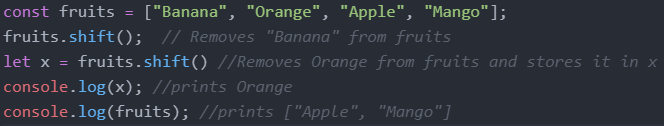 const fruits = ["Banana", "Orange", "Apple", "Mango"];
fruits.shift();  // Removes "Banana" from fruits
let x = fruits.shift() //Removes Orange from fruits and stores it in x
console.log(x); //prints Orange
console.log(fruits); //prints ["Apple", "Mango"]